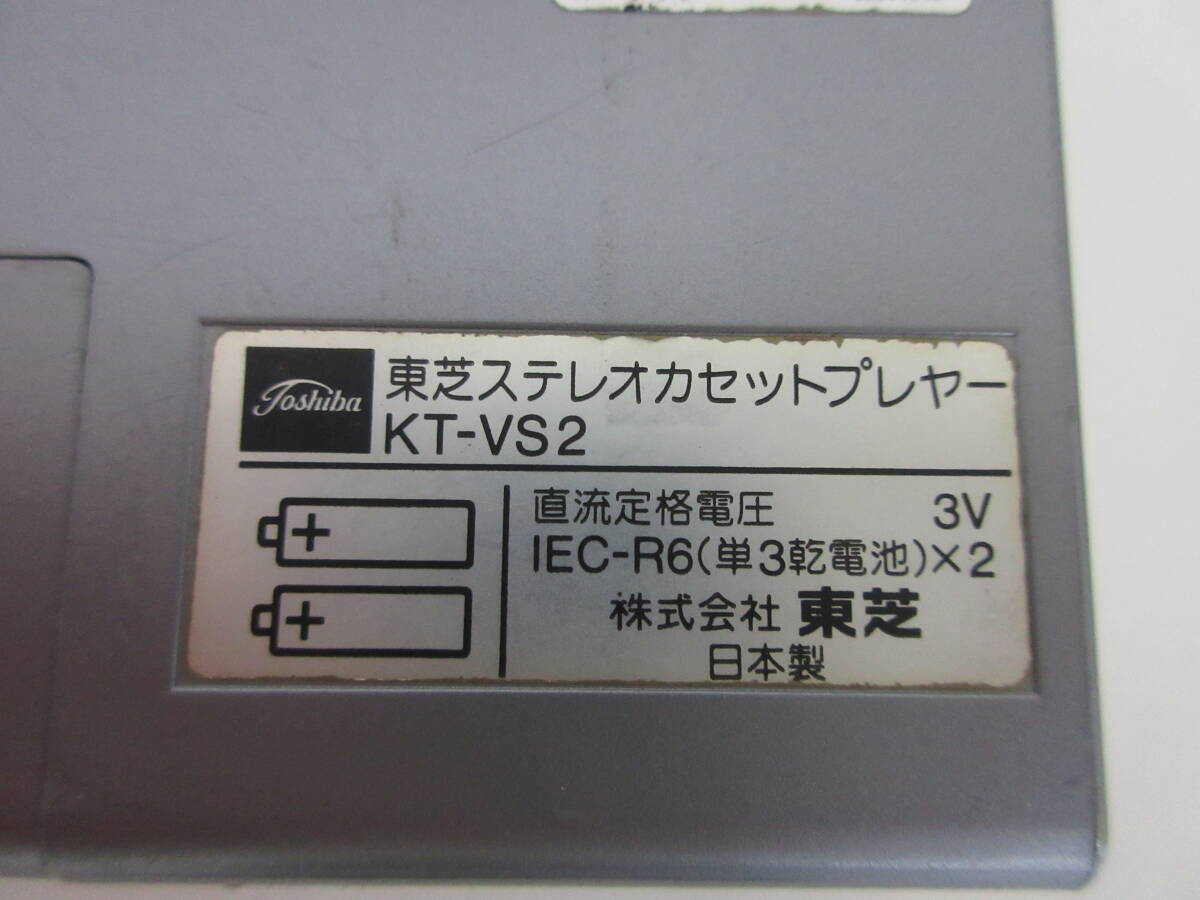 Toshiba
東芝ステレオカセットプレヤー
KT-VS2
+
+
直流定格電圧 3V
IEC-R6(単3乾電池)×2
株式会社 東芝
日本製